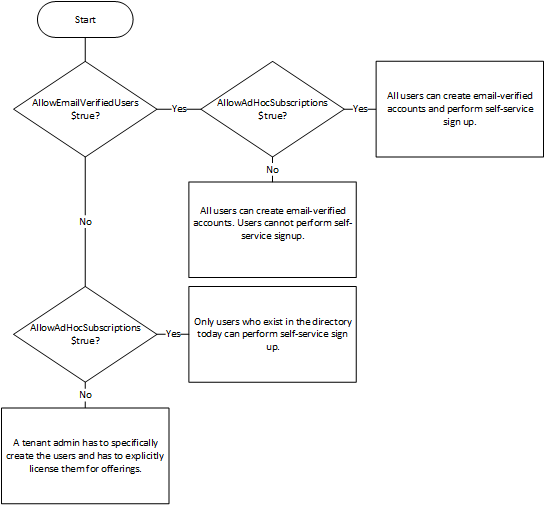 Start
AllowEmailVerifiedUsers
$true?
Yes
AllowAdHocSubscriptions
$true?
Yes
All users can create email-verified
accounts and perform self-service
sign up.
No
All users can create email-verified
accounts. Users cannot perform self-
service signup.
No
AllowAdHocSubscriptions
$true?
Yes
Only users who exist in the directory
today can perform self-service sign
up.
No
A tenant admin has to specifically
create the users and has to explicitly
license them for offerings.